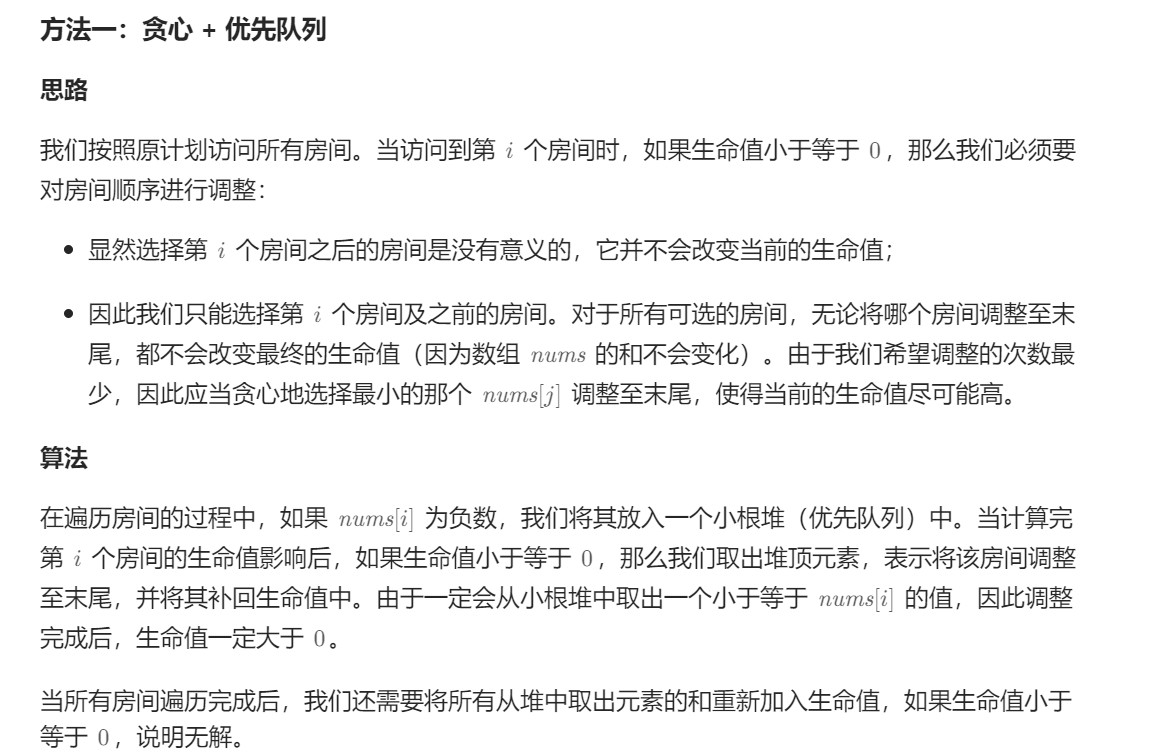 方法一：贪心 + 优先队列
思路
我们按照原计划访问所有房间。当访问到第 i 个房间时，如果生命值小于等于 0，那么我们必须要
对房间顺序进行调整：
• 显然选择第 i 个房间之后的房间是没有意义的，它并不会改变当前的生命值；
• 因此我们只能选择第 i 个房间及之前的房间。对于所有可选的房间，无论将哪个房间调整至末
尾，都不会改变最终的生命值（因为数组 nums 的和不会变化）。由于我们希望调整的次数最
少，因此应当贪心地选择最小的那个 nums[j] 调整至末尾，使得当前的生命值尽可能高。
算法
在遍历房间的过程中，如果 nums[i] 为负数，我们将其放入一个小根堆（优先队列）中。当计算完
第 i 个房间的生命值影响后，如果生命值小于等于 0，那么我们取出堆顶元素，表示将该房间调整
至末尾，并将其补回生命值中。由于一定会从小根堆中取出一个小于等于 nums[i] 的值，因此调整
完成后，生命值一定大于 0。
当所有房间遍历完成后，我们还需要将所有从堆中取出元素的和重新加入生命值，如果生命值小于
等于 0，说明无解。